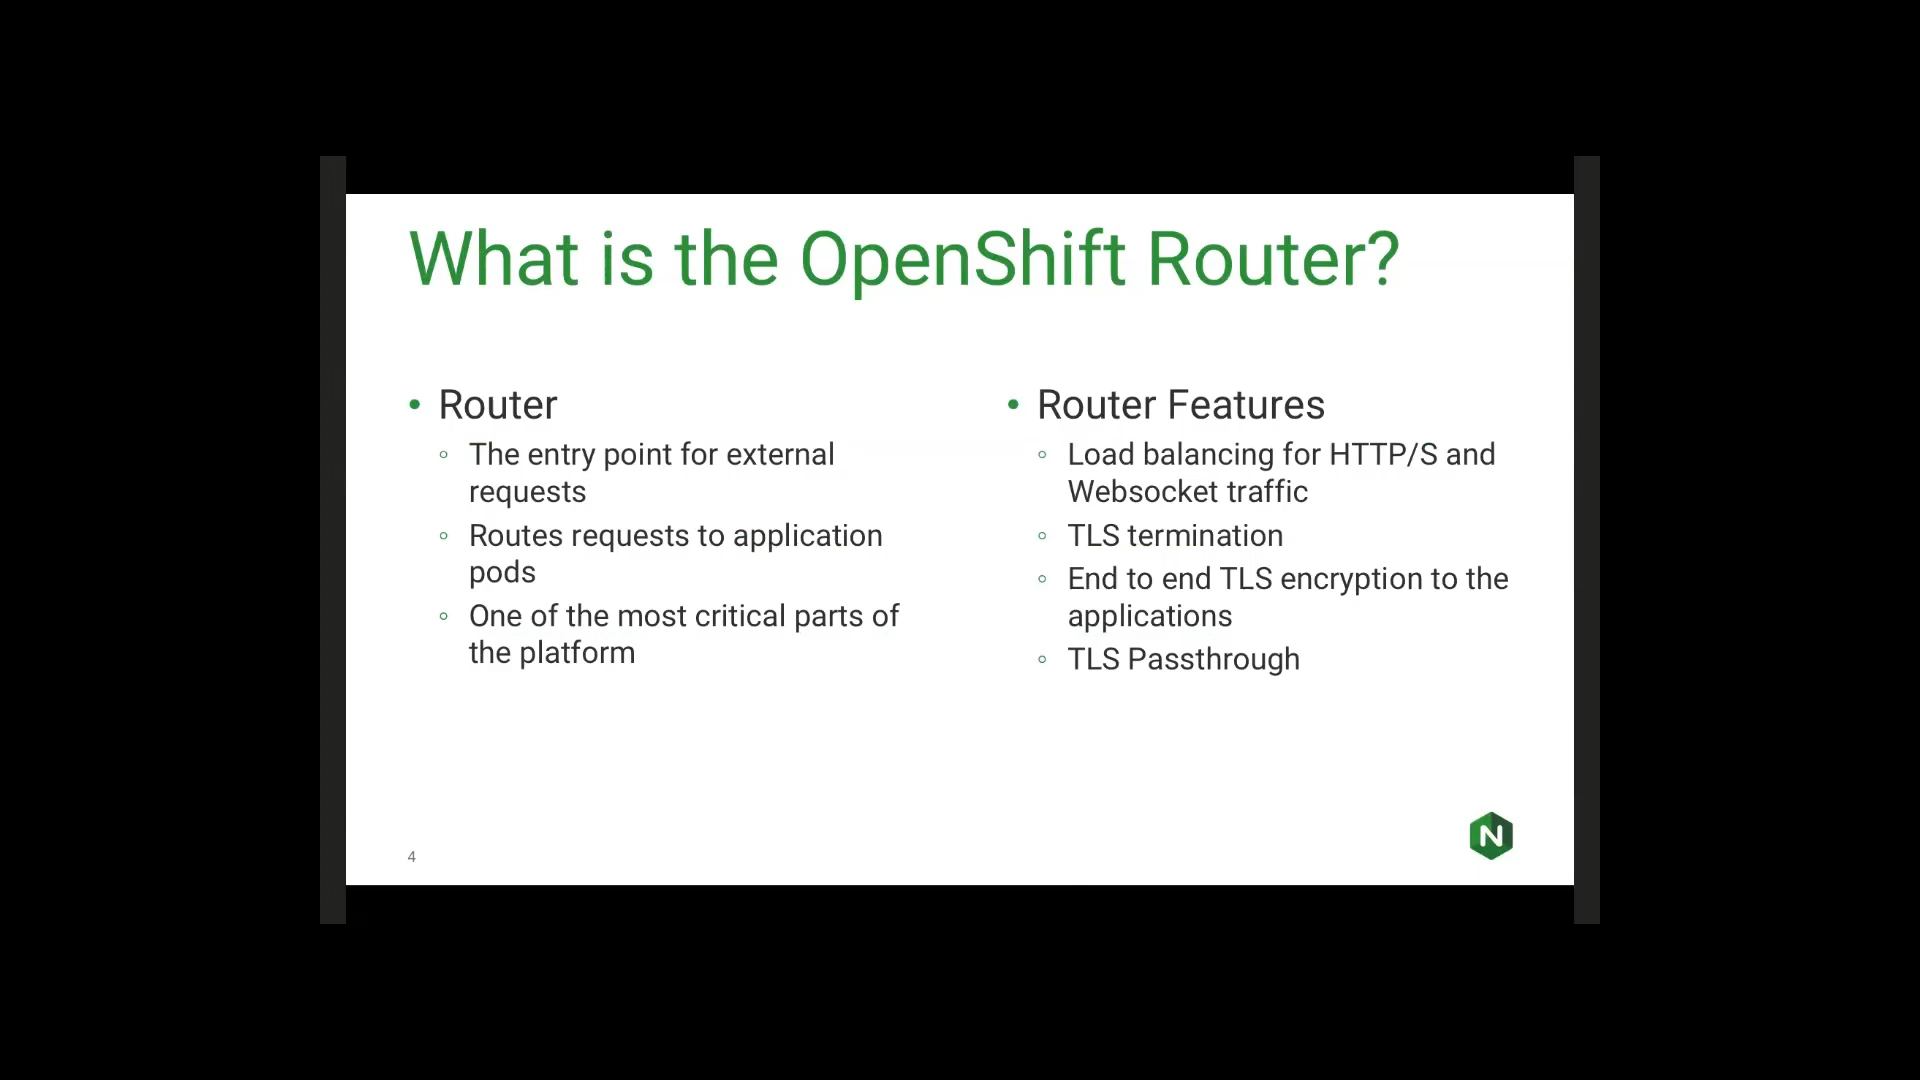 What is the OpenShift Router?
• Router
◦ The entry point for external
requests
◦ Routes requests to application
pods
◦ One of the most critical parts of
the platform
• Router Features
◦ Load balancing for HTTP/S and
Websocket traffic
◦ TLS termination
◦ End to end TLS encryption to the
applications
◦ TLS Passthrough
4
N